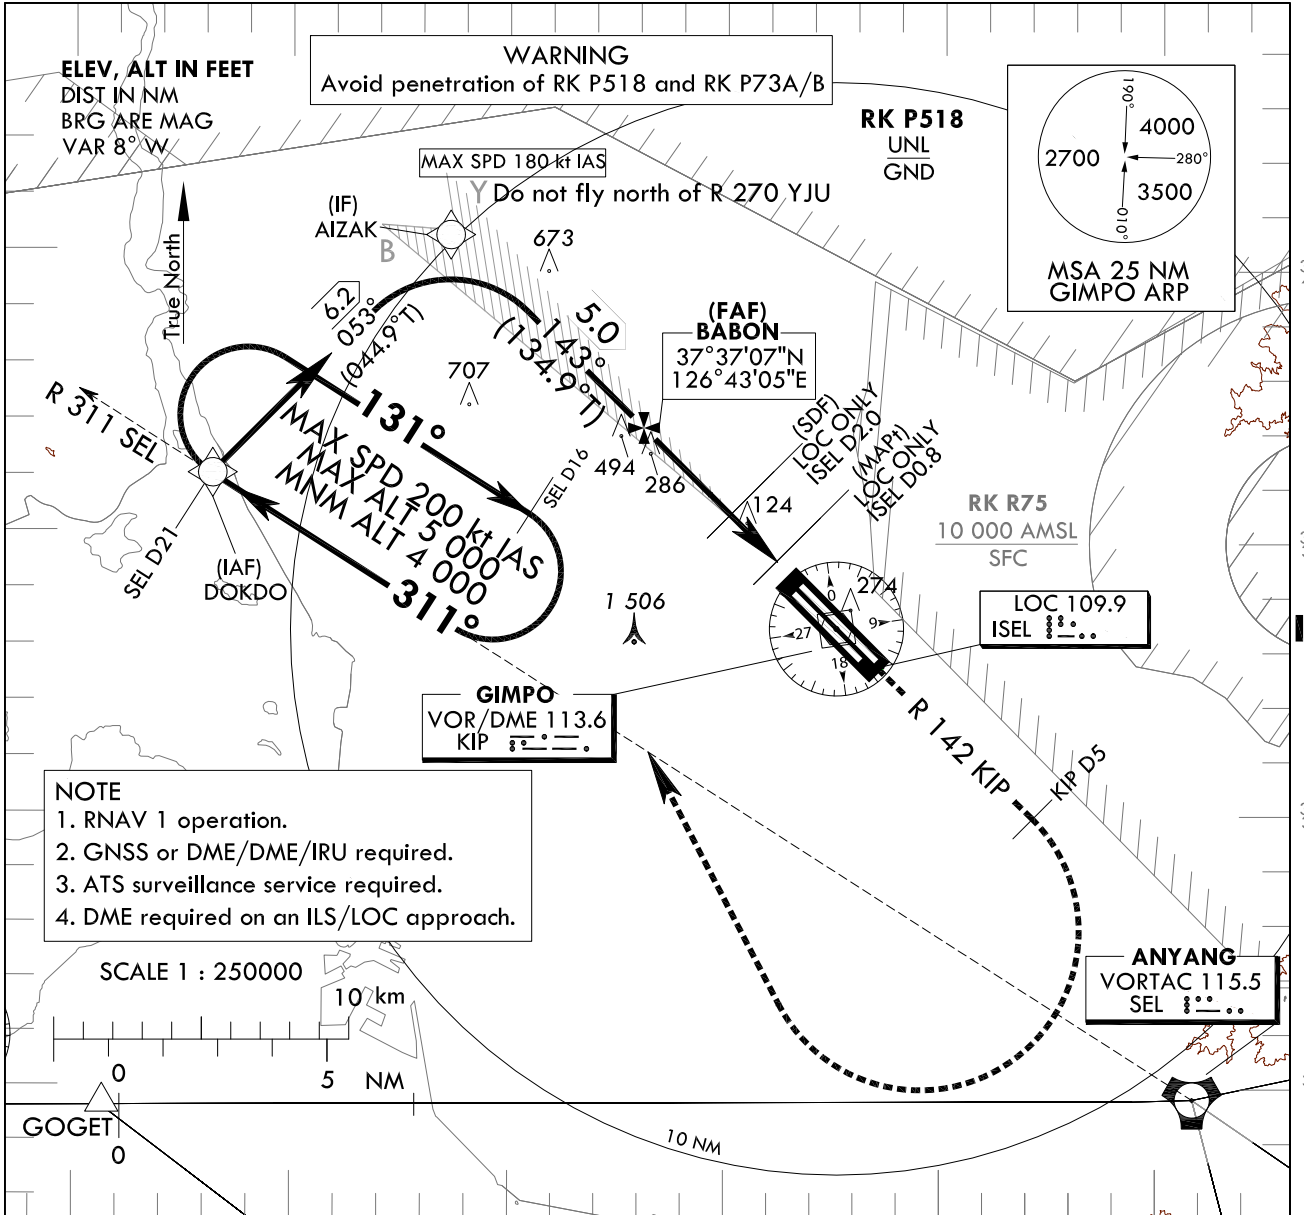 WARNING
Avoid penetration of RK P518 and RK P73A/B
ELEV, ALT IN FEET
DIST IN NM
BRG ARE MAG
VAR 8° W
RK P518
UNL
GND
190°
4000
2700
280°
3500
010°
MSA 25 NM
GIMPO ARP
MAX SPD 180 kt IAS
Y Do not fly north of R 270 YJU
(IF)
AIZAK
B
673
True North
6.2
053°
(044.9°T)
5.0
143°
(134.9°T)
(FAF)
BABON
37°37'07"N
126°43'05"E
707
R 311 SEL
131°
MAX SPD 200 kt IAS
MAX ALT 5 000
MNM ALT 4 000
311°
SEL D16
494
286
(SDF)
LOC ONLY
ISEL D2.0
(MAPt)
LOC ONLY
ISEL D0.8
124
RK R75
10 000 AMSL
SFC
SEL D21
(IAF)
DOKDO
1 506
274
0
9
18
27
LOC 109.9
ISEL
GIMPO
VOR/DME 113.6
KIP
R 142 KIP
KIP D5
NOTE
1. RNAV 1 operation.
2. GNSS or DME/DME/IRU required.
3. ATS surveillance service required.
4. DME required on an ILS/LOC approach.
SCALE 1 : 250000
10 km
0
5
NM
GOGET
0
10 NM
ANYANG
VORTAC 115.5
SEL